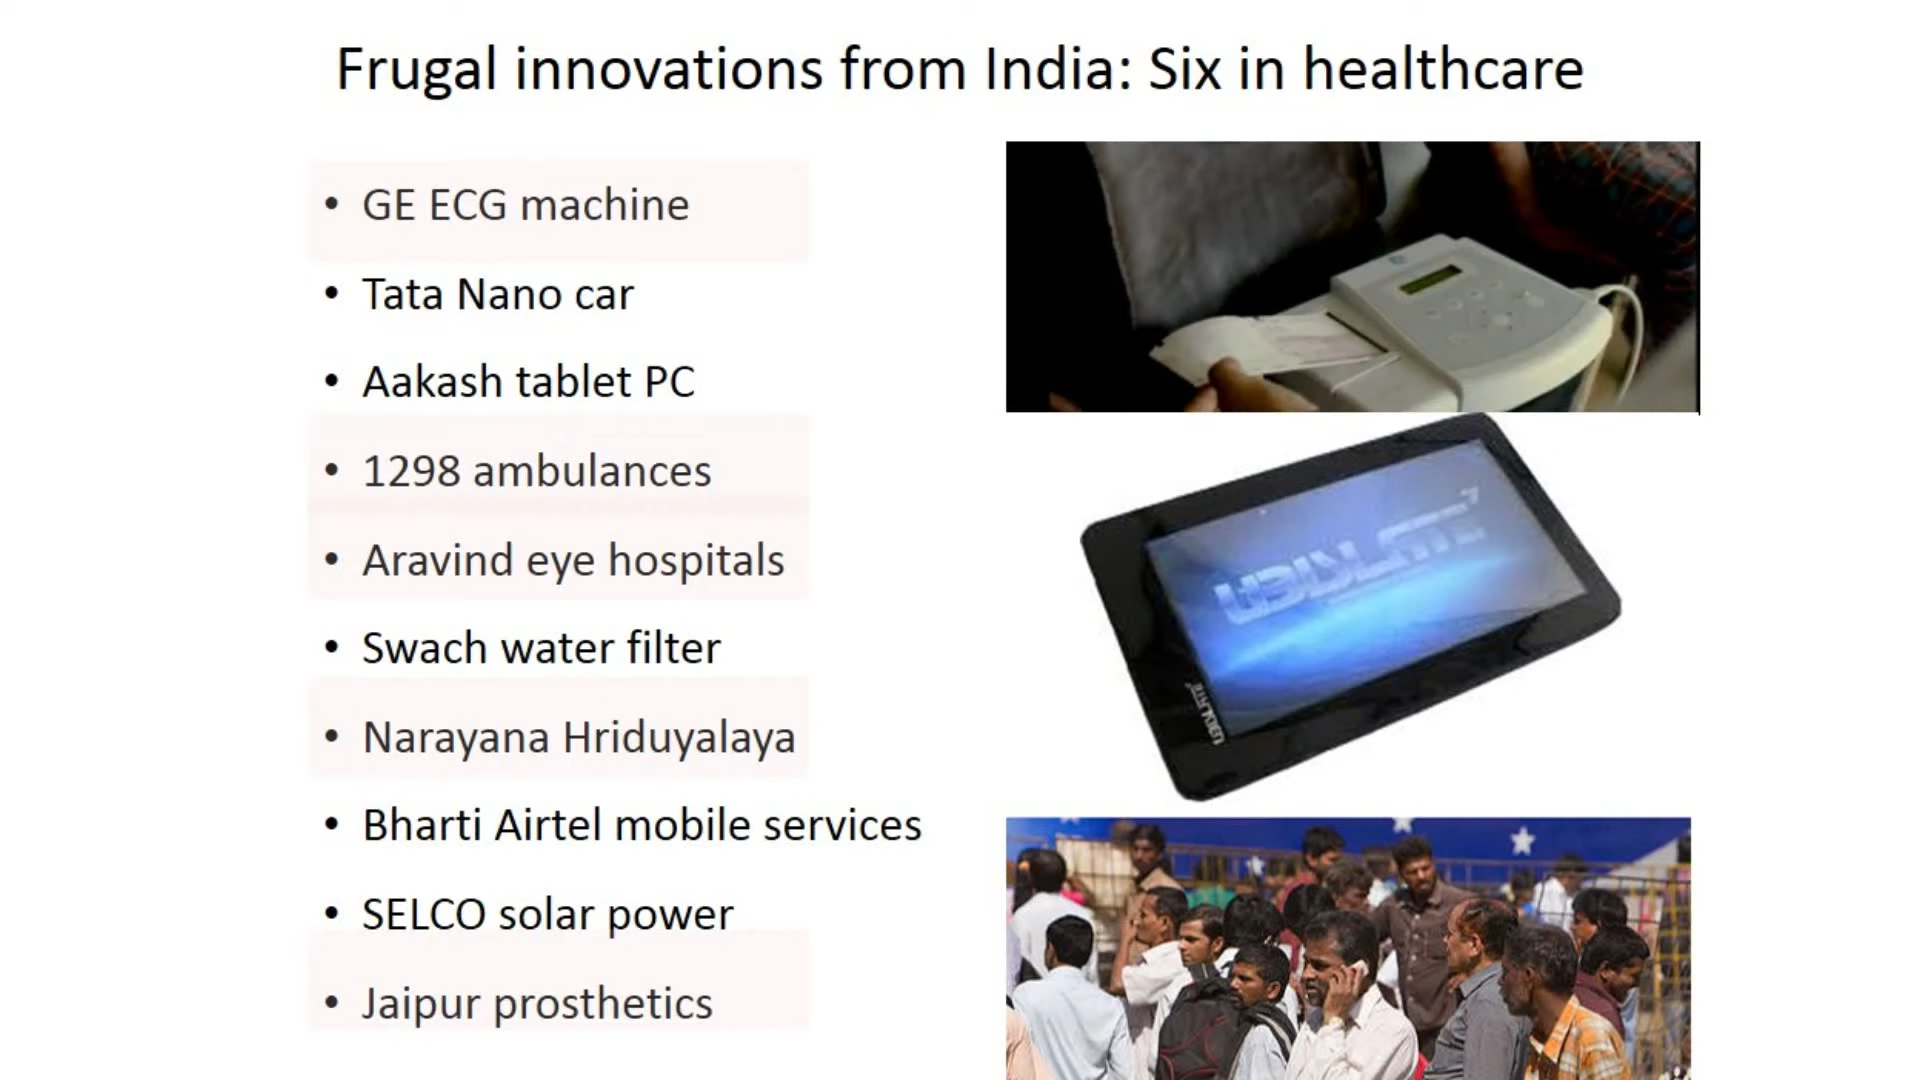 Frugal innovations from India: Six in healthcare
• GE ECG machine
• Tata Nano car
• Aakash tablet PC
• 1298 ambulances
• Aravind eye hospitals
• Swach water filter
• Narayana Hriduyalaya
• Bharti Airtel mobile services
• SELCO solar power
• Jaipur prosthetics